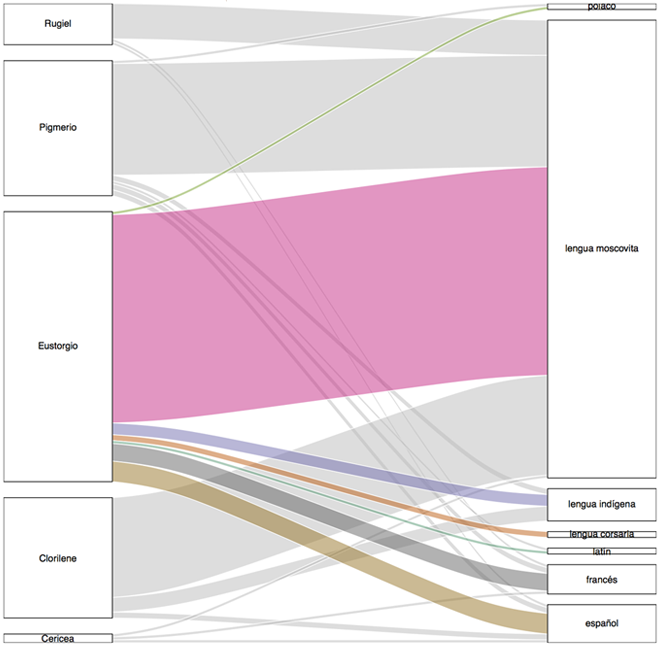 Rugiel
Pigmerio
Eustorgio
Clorilene
Cericea
polaco
lengua moscovita
lengua indígena
lengua corsaria
latín
francés
español